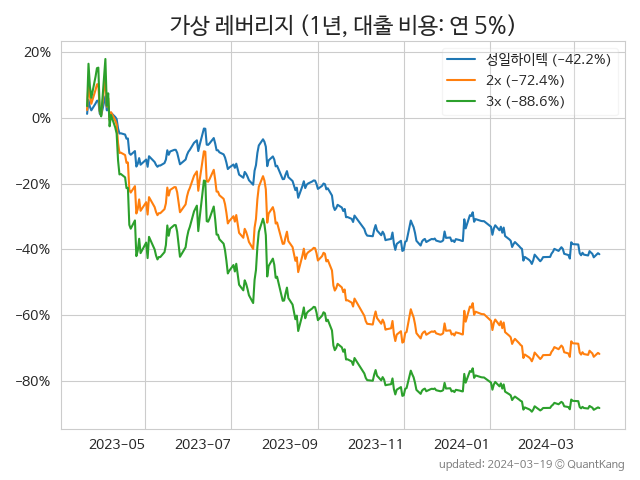 가상 레버리지 (1년, 대출 비용: 연 5%)
성일하이텍 (−42.2%)
2x (−72.4%)
3x (−88.6%)
20%
0%
−20%
−40%
−60%
−80%
2023-05 2023-07 2023-09 2023-11 2024-01 2024-03
updated: 2024-03-19 © QuantKang